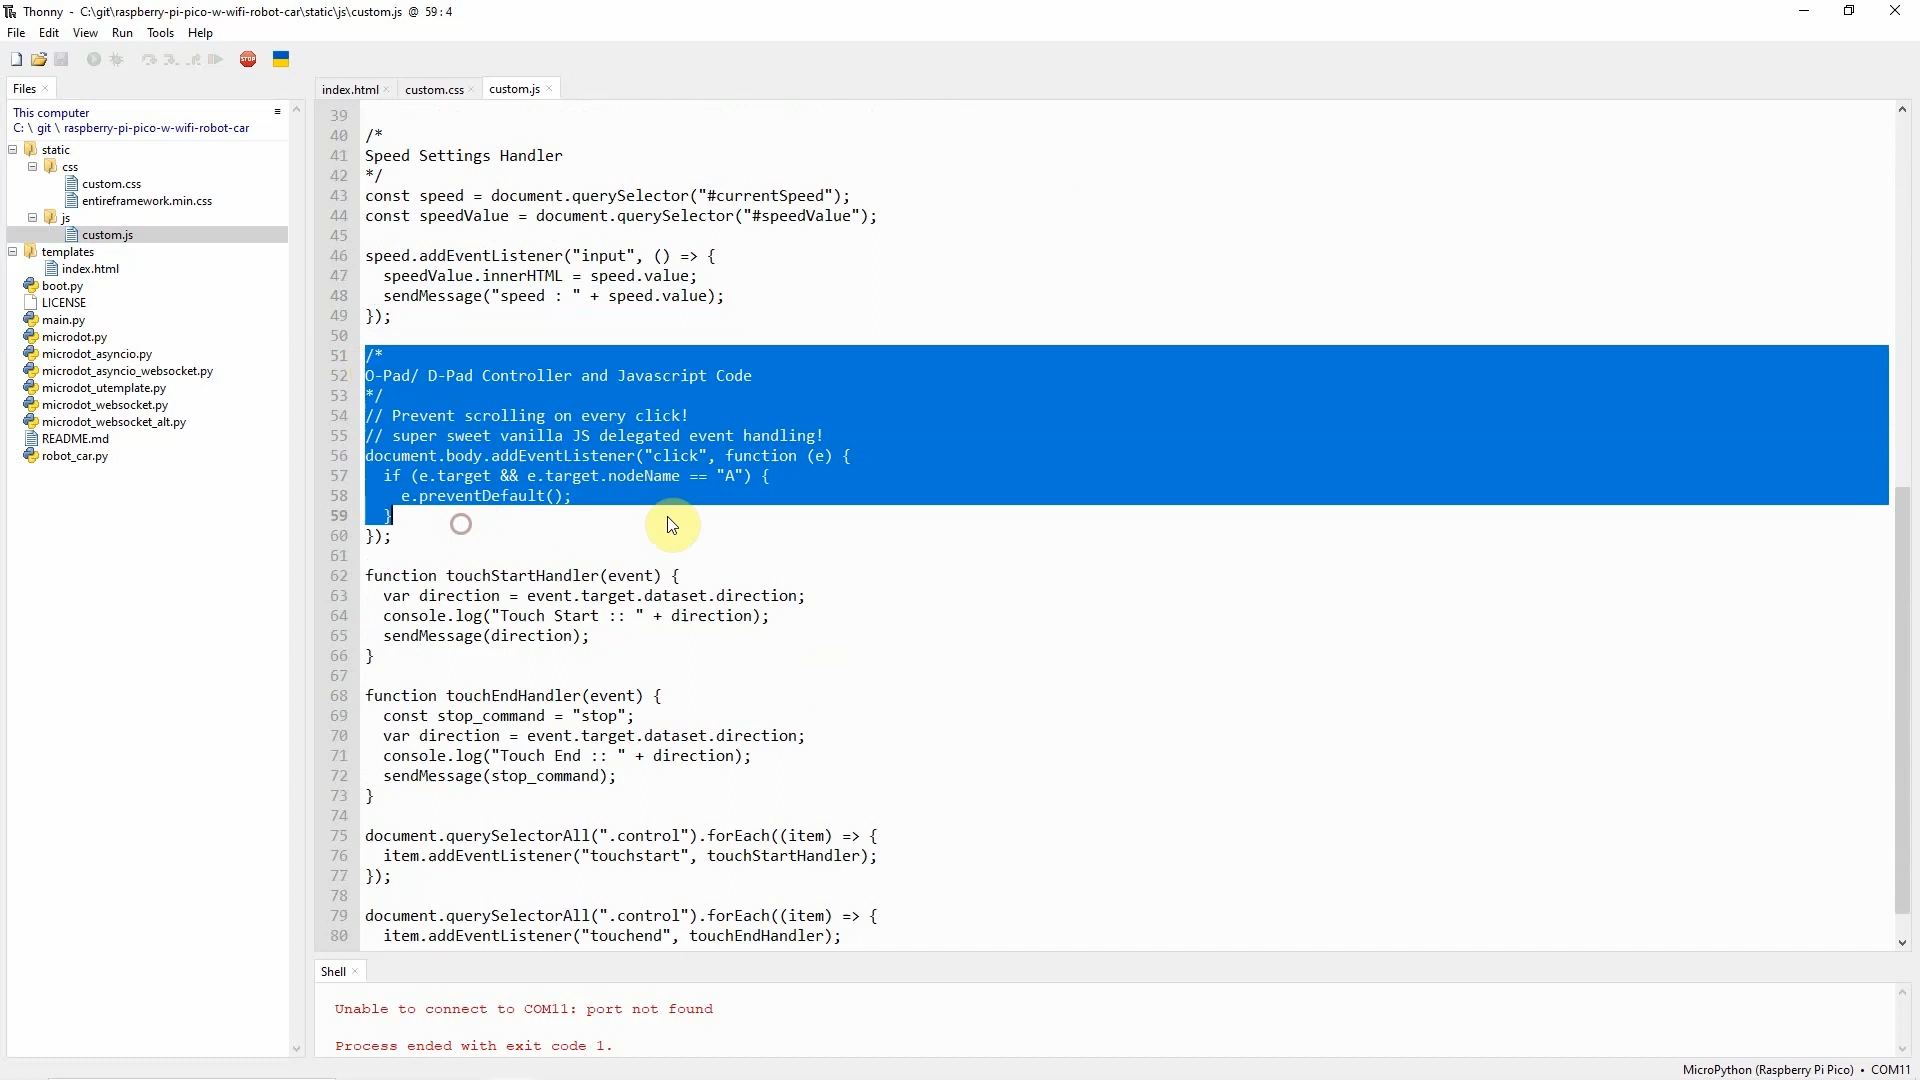 Thonny - C:\git\raspberry-pi-pico-w-wifi-robot-car\static\js\custom.js @ 59:4
File Edit View Run Tools Help
STOP
Files
This computer
C: \ git \ raspberry-pi-pico-w-wifi-robot-car
static
css
custom.css
entireframework.min.css
js
custom.js
templates
index.html
boot.py
LICENSE
main.py
microdot.py
microdot_asyncio.py
microdot_asyncio_websocket.py
microdot_utemplate.py
microdot_websocket.py
microdot_websocket_alt.py
README.md
robot_car.py
index.html custom.css custom.js
39
40 /*
41 Speed Settings Handler
42 */
43 const speed = document.querySelector("#currentSpeed");
44 const speedValue = document.querySelector("#speedValue");
45
46 speed.addEventListener("input", () => {
47 speedValue.innerHTML = speed.value;
48 sendMessage("speed : " + speed.value);
49 });
50
51 /*
52 O-Pad/ D-Pad Controller and Javascript Code
53 */
54 // Prevent scrolling on every click!
55 // super sweet vanilla JS delegated event handling!
56 document.body.addEventListener("click", function (e) {
57 if (e.target && e.target.nodeName == "A") {
58 e.preventDefault();
59 }
60 });
61
62 function touchStartHandler(event) {
63 var direction = event.target.dataset.direction;
64 console.log("Touch Start :: " + direction);
65 sendMessage(direction);
66 }
67
68 function touchEndHandler(event) {
69 const stop_command = "stop";
70 var direction = event.target.dataset.direction;
71 console.log("Touch End :: " + direction);
72 sendMessage(stop_command);
73 }
74
75 document.querySelectorAll(".control").forEach((item) => {
76 item.addEventListener("touchstart", touchStartHandler);
77 });
78
79 document.querySelectorAll(".control").forEach((item) => {
80 item.addEventListener("touchend", touchEndHandler);
Shell
Unable to connect to COM11: port not found
Process ended with exit code 1.
MicroPython (Raspberry Pi Pico) • COM11